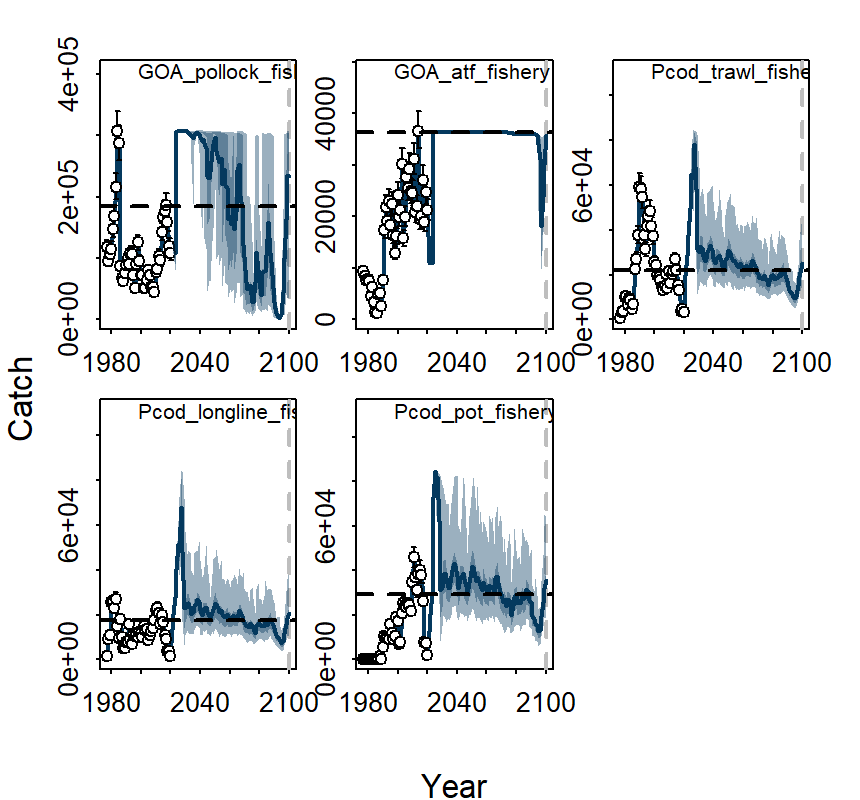 GOA_pollock_fis
GOA_atf_fishery
Pcod_trawl_fishe
4e+05
2e+05
0e+00
40000
20000
0
6e+04
0e+00
1980 2040 2100
1980 2040 2100
1980 2040 2100
Pcod_longline_fis
Pcod_pot_fishery
6e+04
0e+00
6e+04
0e+00
1980 2040 2100
1980 2040 2100
Catch
Year